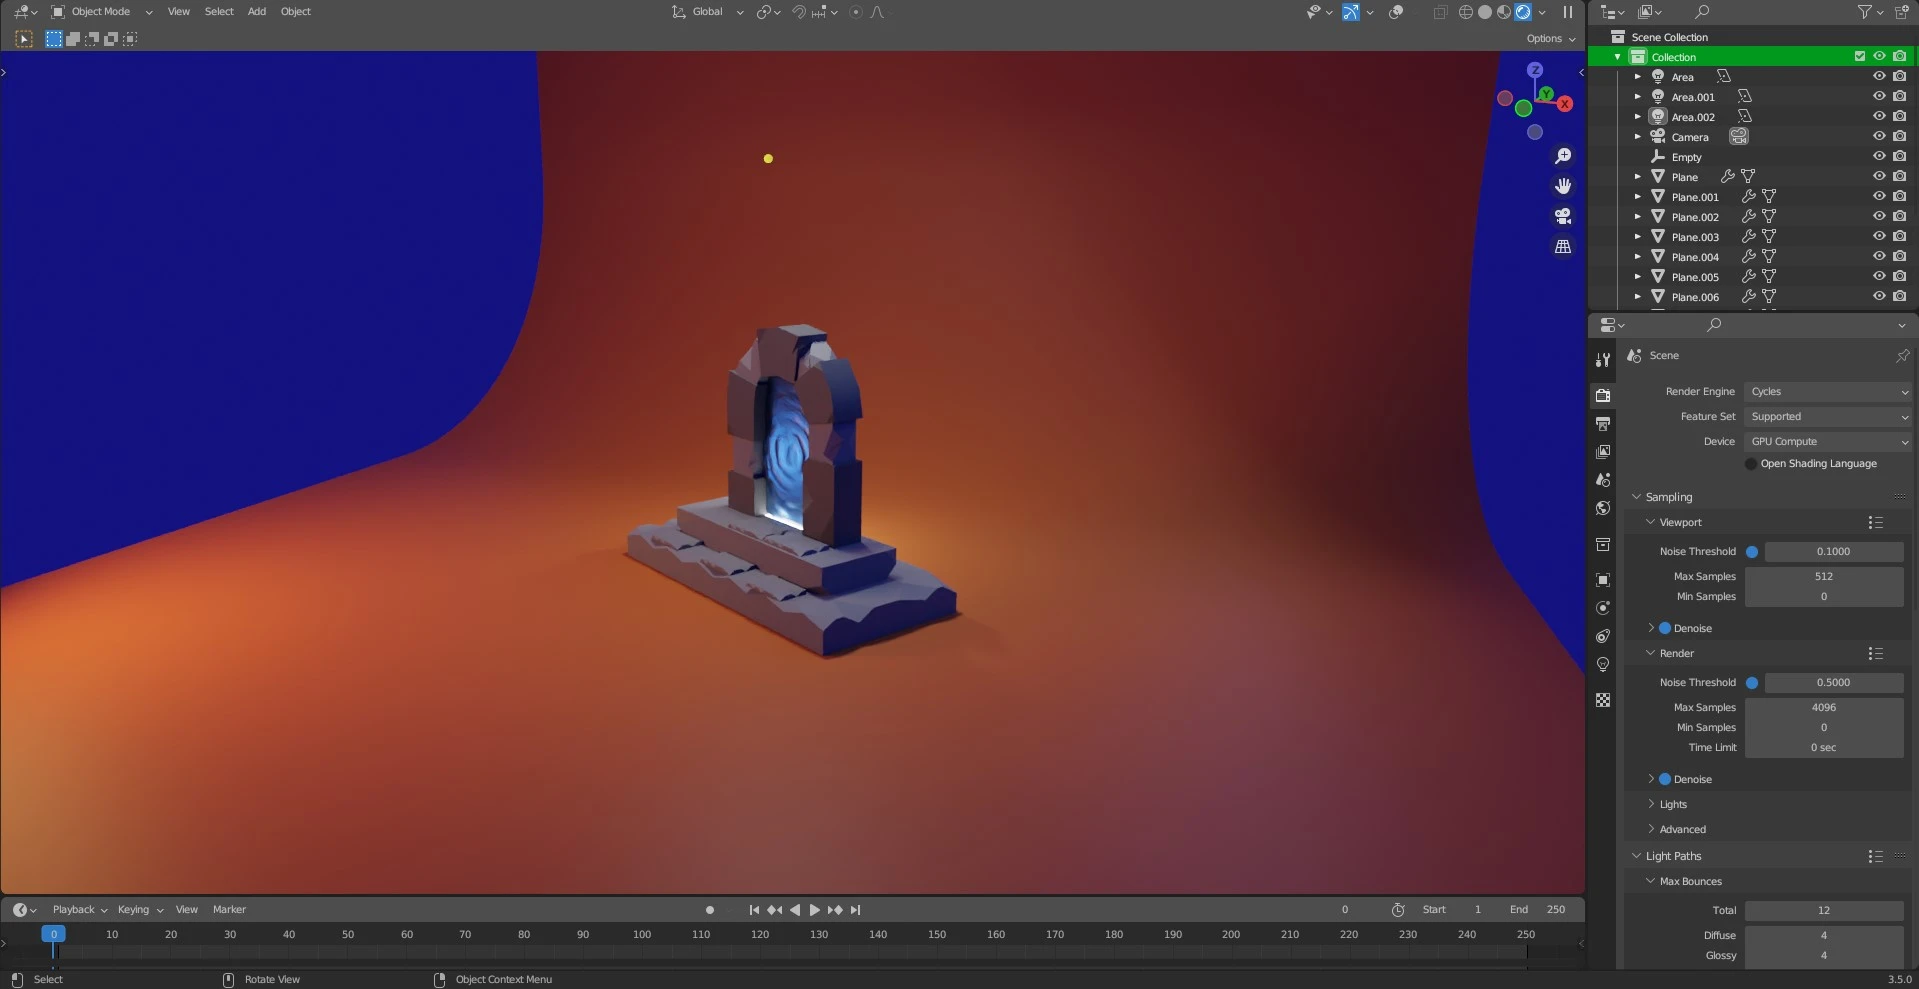 Object Mode View Select Add Object Global
Options
Z
Y
X
Scene Collection
Collection
Area
Area.001
Area.002
Camera
Empty
Plane
Plane.001
Plane.002
Plane.003
Plane.004
Plane.005
Plane.006
Scene
Render Engine Cycles
Feature Set Supported
Device GPU Compute
Open Shading Language
Sampling
Viewport
Noise Threshold 0.1000
Max Samples 512
Min Samples 0
Denoise
Render
Noise Threshold 0.5000
Max Samples 4096
Min Samples 0
Time Limit 0 sec
Denoise
Lights
Advanced
Light Paths
Max Bounces
Total 12
Diffuse 4
Glossy 4
Playback Keying View Marker 0 Start 1 End 250
0 10 20 30 40 50 60 70 80 90 100 110 120 130 140 150 160 170 180 190 200 210 220 230 240 250
Select Rotate View Object Context Menu 3.5.0